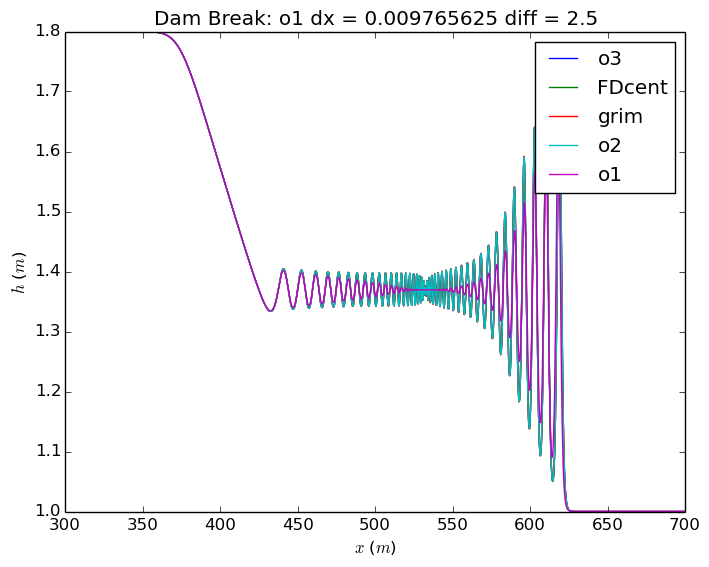 Dam Break: o1 dx = 0.009765625 diff = 2.5
1.8
1.7
1.6
1.5
1.4
1.3
1.2
1.1
1.0
h (m)
o3
FDcent
grim
o2
o1
300 350 400 450 500 550 600 650 700
x (m)